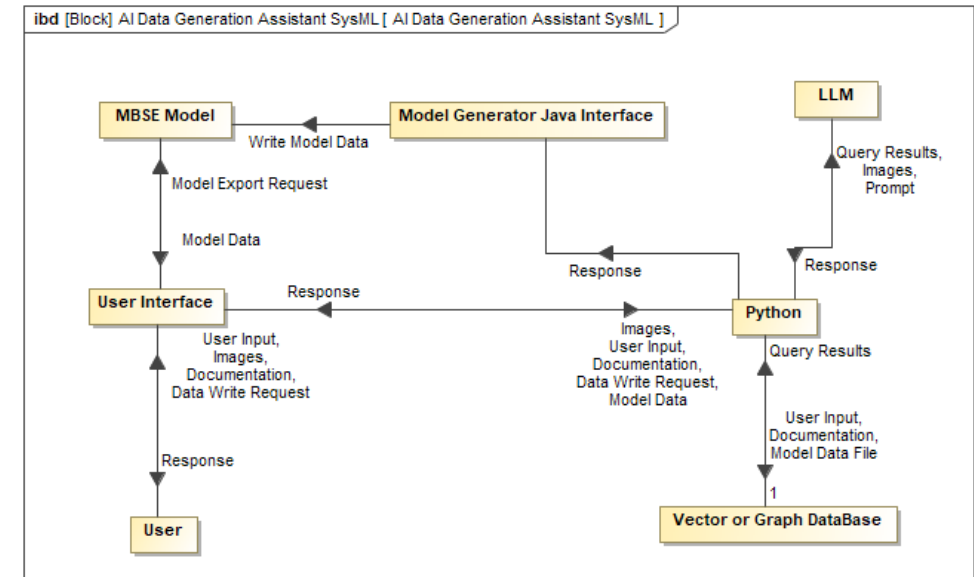 ibd [Block] AI Data Generation Assistant SysML [ AI Data Generation Assistant SysML ]
LLM
MBSE Model
Model Generator Java Interface
Write Model Data
Query Results,
Images,
Prompt
Model Export Request
Model Data
Response
Response
User Interface
Response
Python
Images,
User Input,
Documentation,
Data Write Request,
Model Data
User Input,
Images,
Documentation,
Data Write Request
Query Results
User Input,
Documentation,
Model Data File
Response
1
User
Vector or Graph DataBase